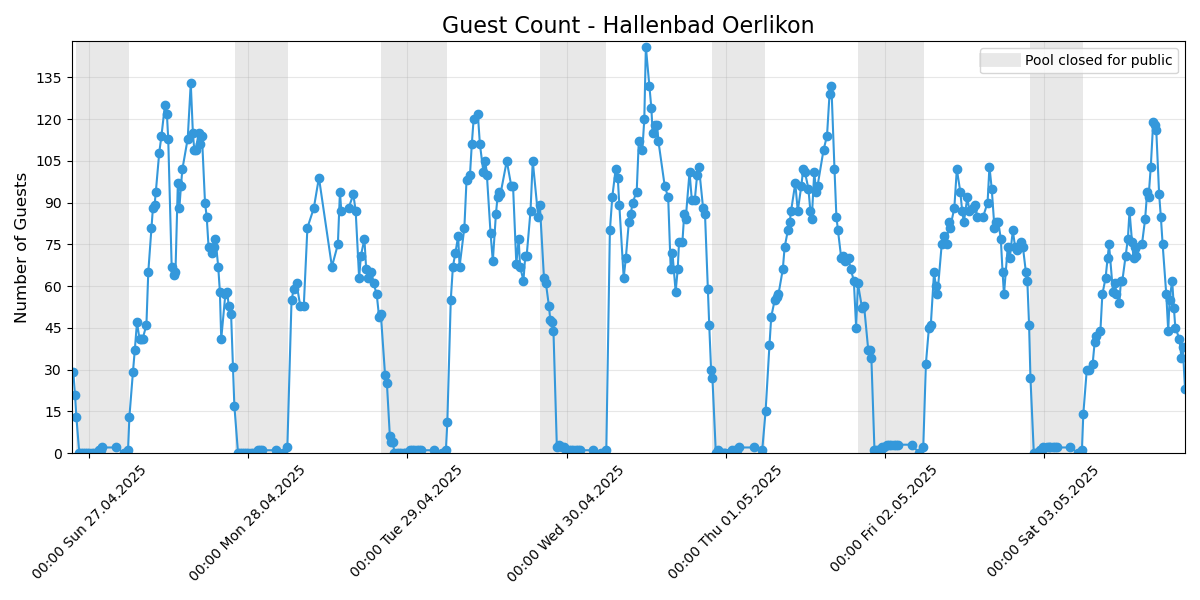 Guest Count - Hallenbad Oerlikon
Pool closed for public
Number of Guests
135
120
105
90
75
60
45
30
15
0
00:00 Sun 27.04.2025
00:00 Mon 28.04.2025
00:00 Tue 29.04.2025
00:00 Wed 30.04.2025
00:00 Thu 01.05.2025
00:00 Fri 02.05.2025
00:00 Sat 03.05.2025